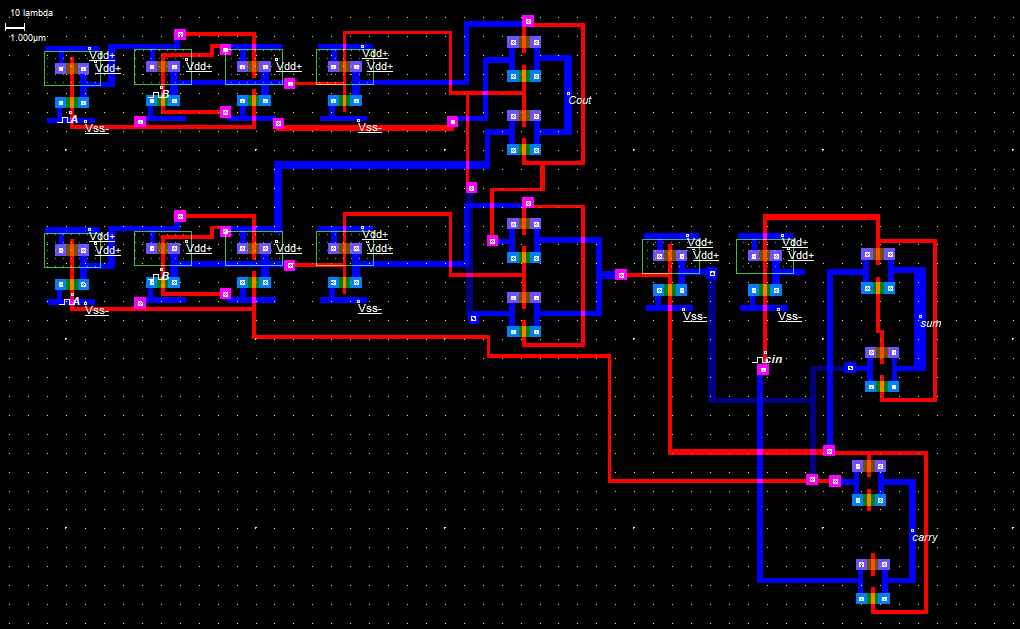 10 lambda
1.000µm
Vdd+
Vdd+
Vdd+
Vdd+
Vdd+
Vdd+
B
A
Vss-
Vss-
Cout
Vdd+
Vdd+
Vdd+
Vdd+
Vdd+
Vdd+
B
A
Vss-
Vss-
Vdd+
Vdd+
Vdd+
Vdd+
Vss-
Vss-
sum
cin
carry